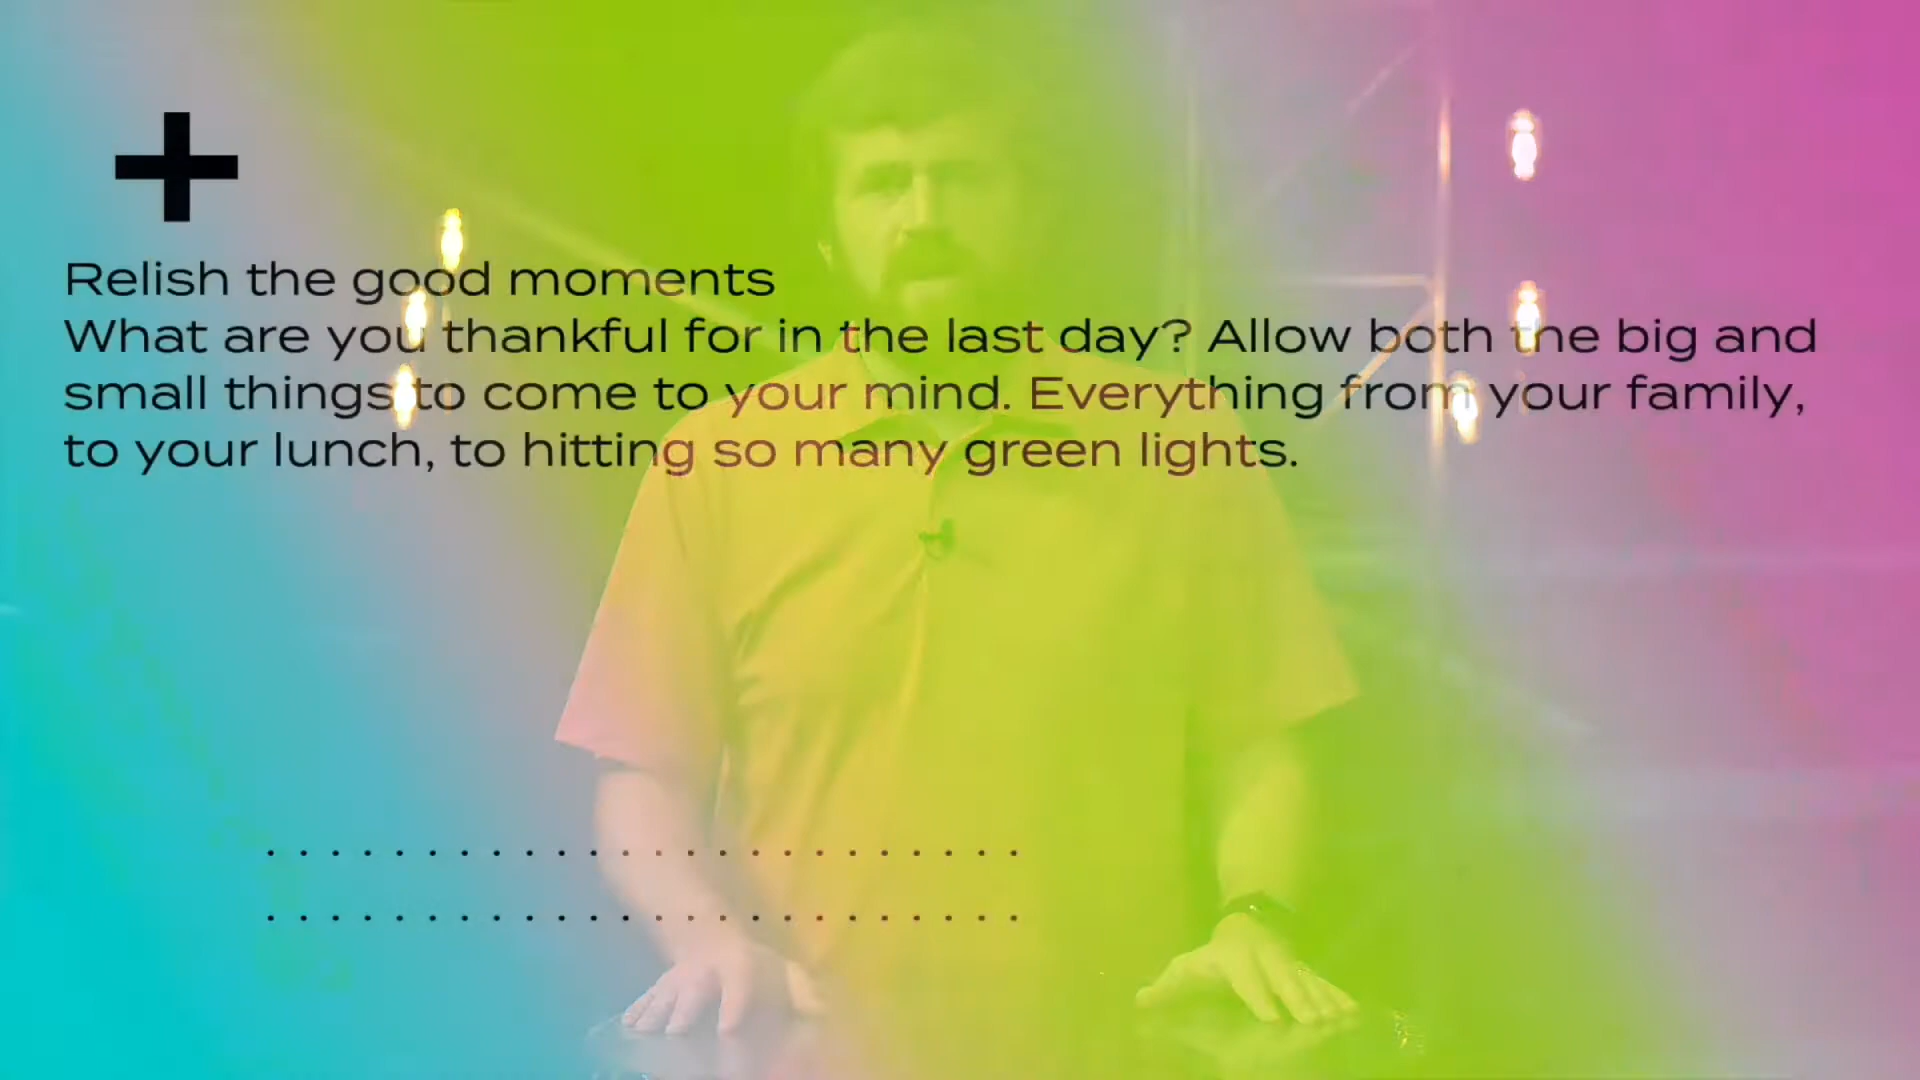 Relish the good moments
What are you thankful for in the last day? Allow both the big and
small things to come to your mind. Everything from your family,
to your lunch, to hitting so many green lights.